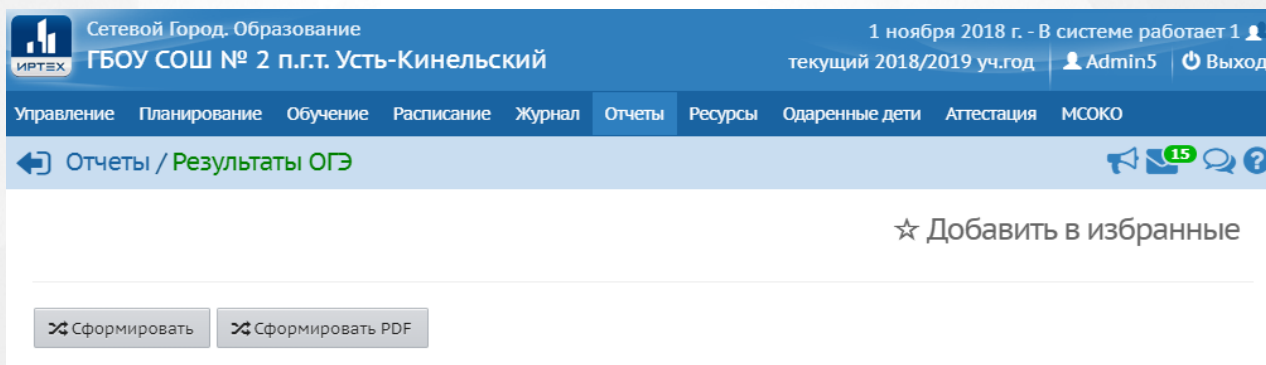 Сетевой Город. Образование
1 ноября 2018 г. - В системе работает 1
ИРТЕХ
ГБОУ СОШ № 2 п.г.т. Усть-Кинельский
текущий 2018/2019 уч.год Admin5 Выход
Управление Планирование Обучение Расписание Журнал Отчеты Ресурсы Одаренные дети Аттестация МСОКО
Отчеты / Результаты ОГЭ 15 ?
☆ Добавить в избранные
Сформировать Сформировать PDF